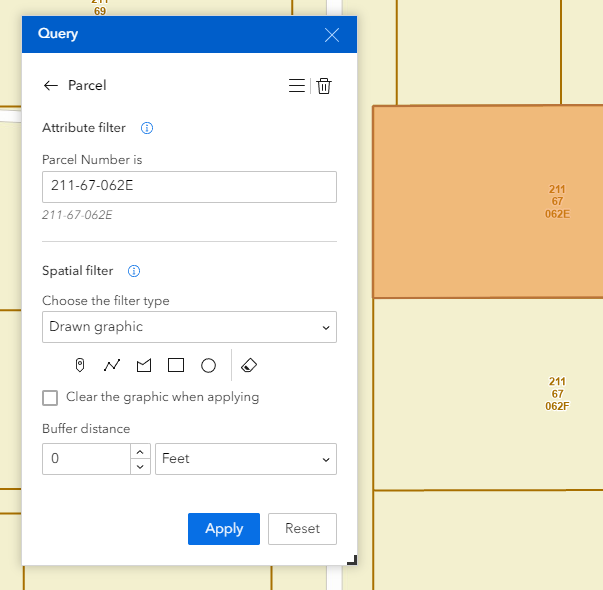 211
69
Query
Parcel
Attribute filter
Parcel Number is
211-67-062E
211-67-062E
Spatial filter
Choose the filter type
Drawn graphic
Clear the graphic when applying
Buffer distance
0
Feet
Apply
Reset
211
67
062E
211
67
062F